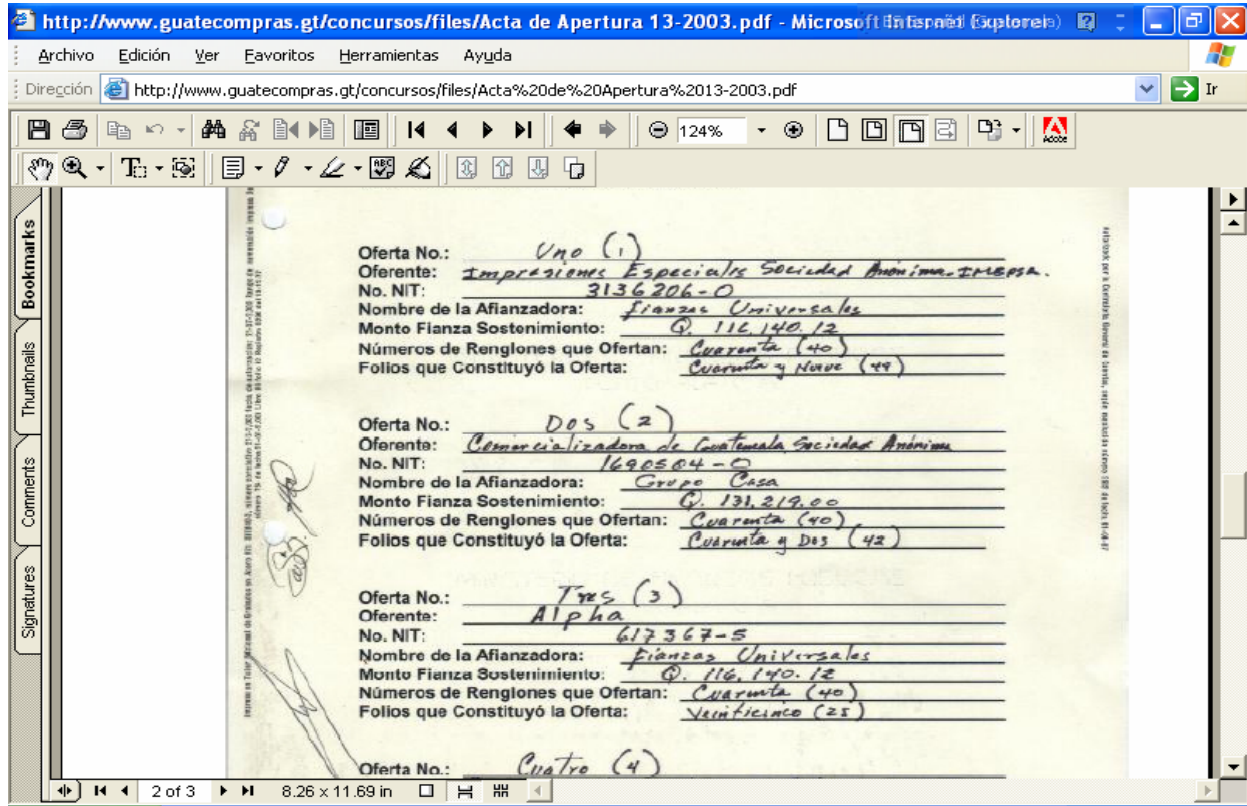 http://www.guatecompras.gt/concursos/files/Acta de Apertura 13-2003.pdf - Microsoft Internet Explorer
Archivo Edición Ver Favoritos Herramientas Ayuda
Dirección http://www.guatecompras.gt/concursos/files/Acta%20de%20Apertura%2013-2003.pdf Ir
124% Adobe
Bookmarks
Thumbnails
Comments
Signatures
Oferta No.: Uno (1)
Oferente: Impresiones Especiales Sociedad Anónima. IMEPSA.
No. NIT: 3136206-0
Nombre de la Afianzadora: Fianzas Universales
Monto Fianza Sostenimiento: Q. 116,140.12
Números de Renglones que Ofertan: Cuarenta (40)
Folios que Constituyó la Oferta: Cuarenta y Nueve (49)
Oferta No.: Dos (2)
Oferente: Comercializadora de Guatemala Sociedad Anónima
No. NIT: 1690504-0
Nombre de la Afianzadora: Grupo Casa
Monto Fianza Sostenimiento: Q. 131,219.00
Números de Renglones que Ofertan: Cuarenta (40)
Folios que Constituyó la Oferta: Cuarenta y Dos (42)
Oferta No.: Tres (3)
Oferente: Alpha
No. NIT: 617367-5
Nombre de la Afianzadora: Fianzas Universales
Monto Fianza Sostenimiento: Q. 116,140.12
Números de Renglones que Ofertan: Cuarenta (40)
Folios que Constituyó la Oferta: Veinticinco (25)
Oferta No.: Cuatro (4)
2 of 3 8.26 x 11.69 in